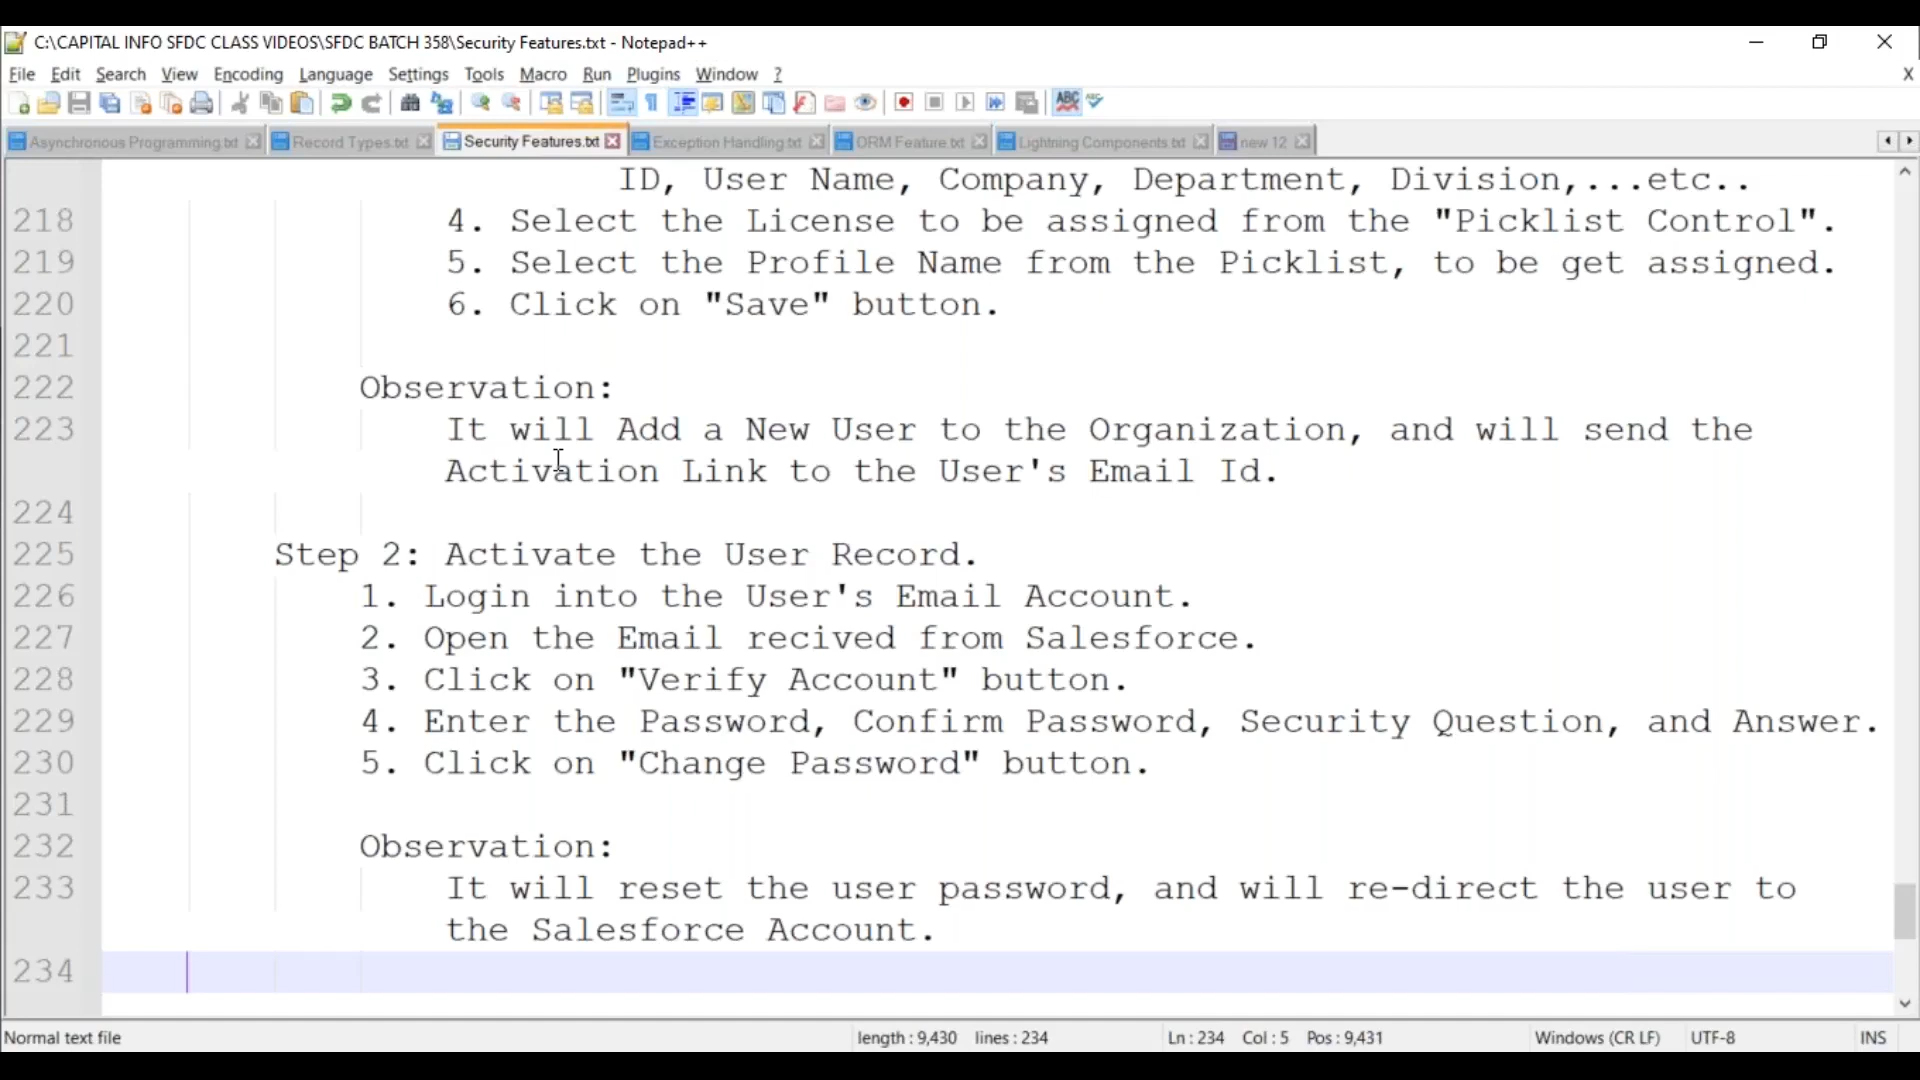 C:\CAPITAL INFO SFDC CLASS VIDEOS\SFDC BATCH 358\Security Features.txt - Notepad++
File Edit Search View Encoding Language Settings Tools Macro Run Plugins Window ? X
Asynchronous Programming.txt Record Types.txt Security Features.txt Exception Handling.txt ORM Feature.txt Lightning Components.txt new 12
ID, User Name, Company, Department, Division,...etc..
218 4. Select the License to be assigned from the "Picklist Control".
219 5. Select the Profile Name from the Picklist, to be get assigned.
220 6. Click on "Save" button.
221
222 Observation:
223 It will Add a New User to the Organization, and will send the
Activation Link to the User's Email Id.
224
225 Step 2: Activate the User Record.
226 1. Login into the User's Email Account.
227 2. Open the Email recived from Salesforce.
228 3. Click on "Verify Account" button.
229 4. Enter the Password, Confirm Password, Security Question, and Answer.
230 5. Click on "Change Password" button.
231
232 Observation:
233 It will reset the user password, and will re-direct the user to
the Salesforce Account.
234
Normal text file length : 9,430 lines : 234 Ln : 234 Col : 5 Pos : 9,431 Windows (CR LF) UTF-8 INS